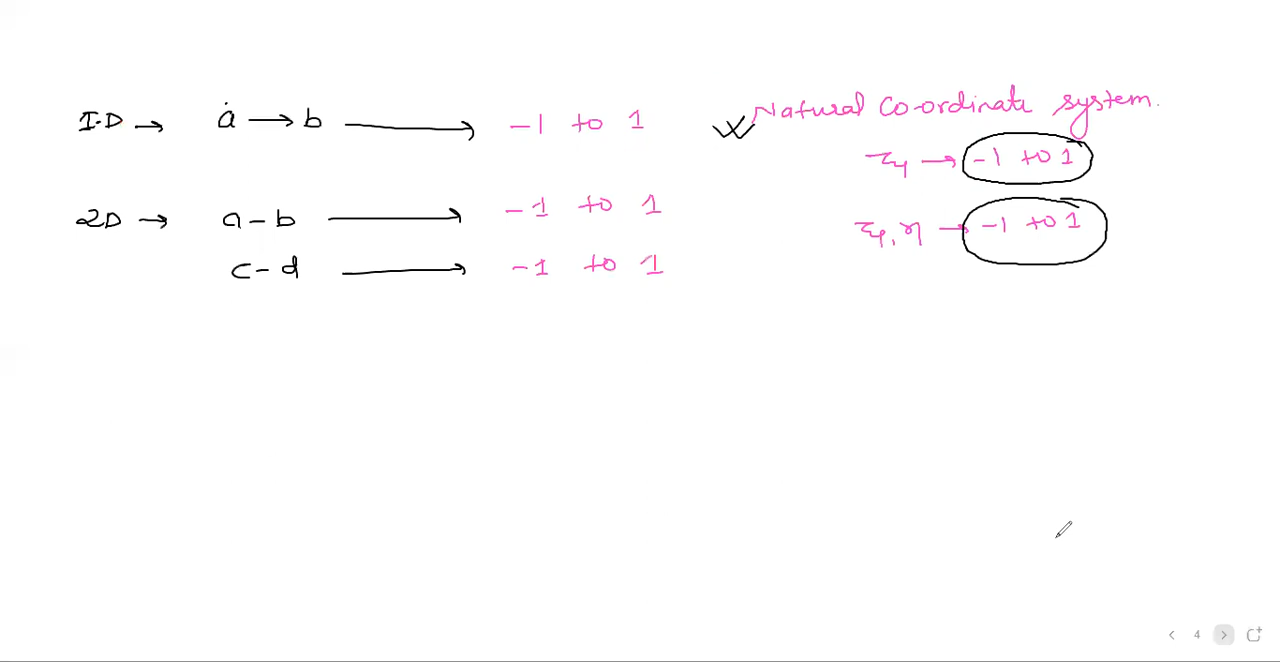 1-D → a → b → -1 to 1
Natural Co-ordinate system.
ξ → -1 to 1
2D → a - b → -1 to 1
ξ, η → -1 to 1
c - d → -1 to 1
4